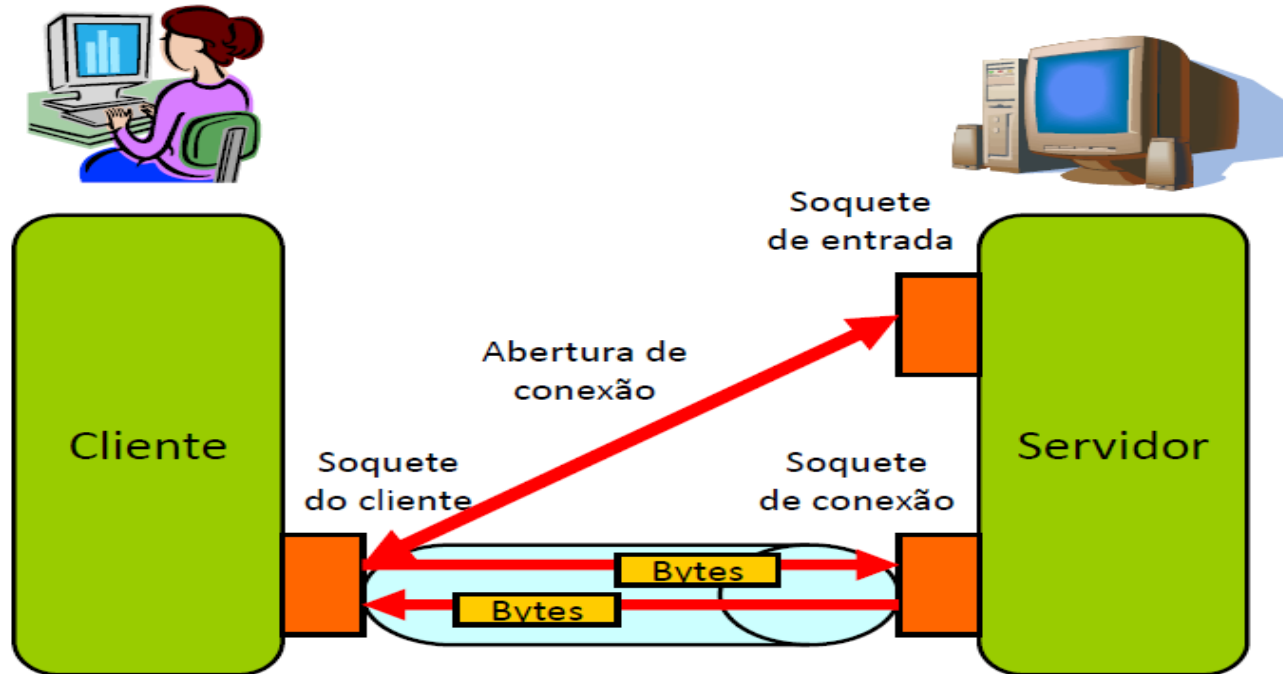 Soquete
de entrada
Abertura de
conexão
Cliente
Servidor
Soquete
do cliente
Soquete
de conexão
Bytes
Bytes